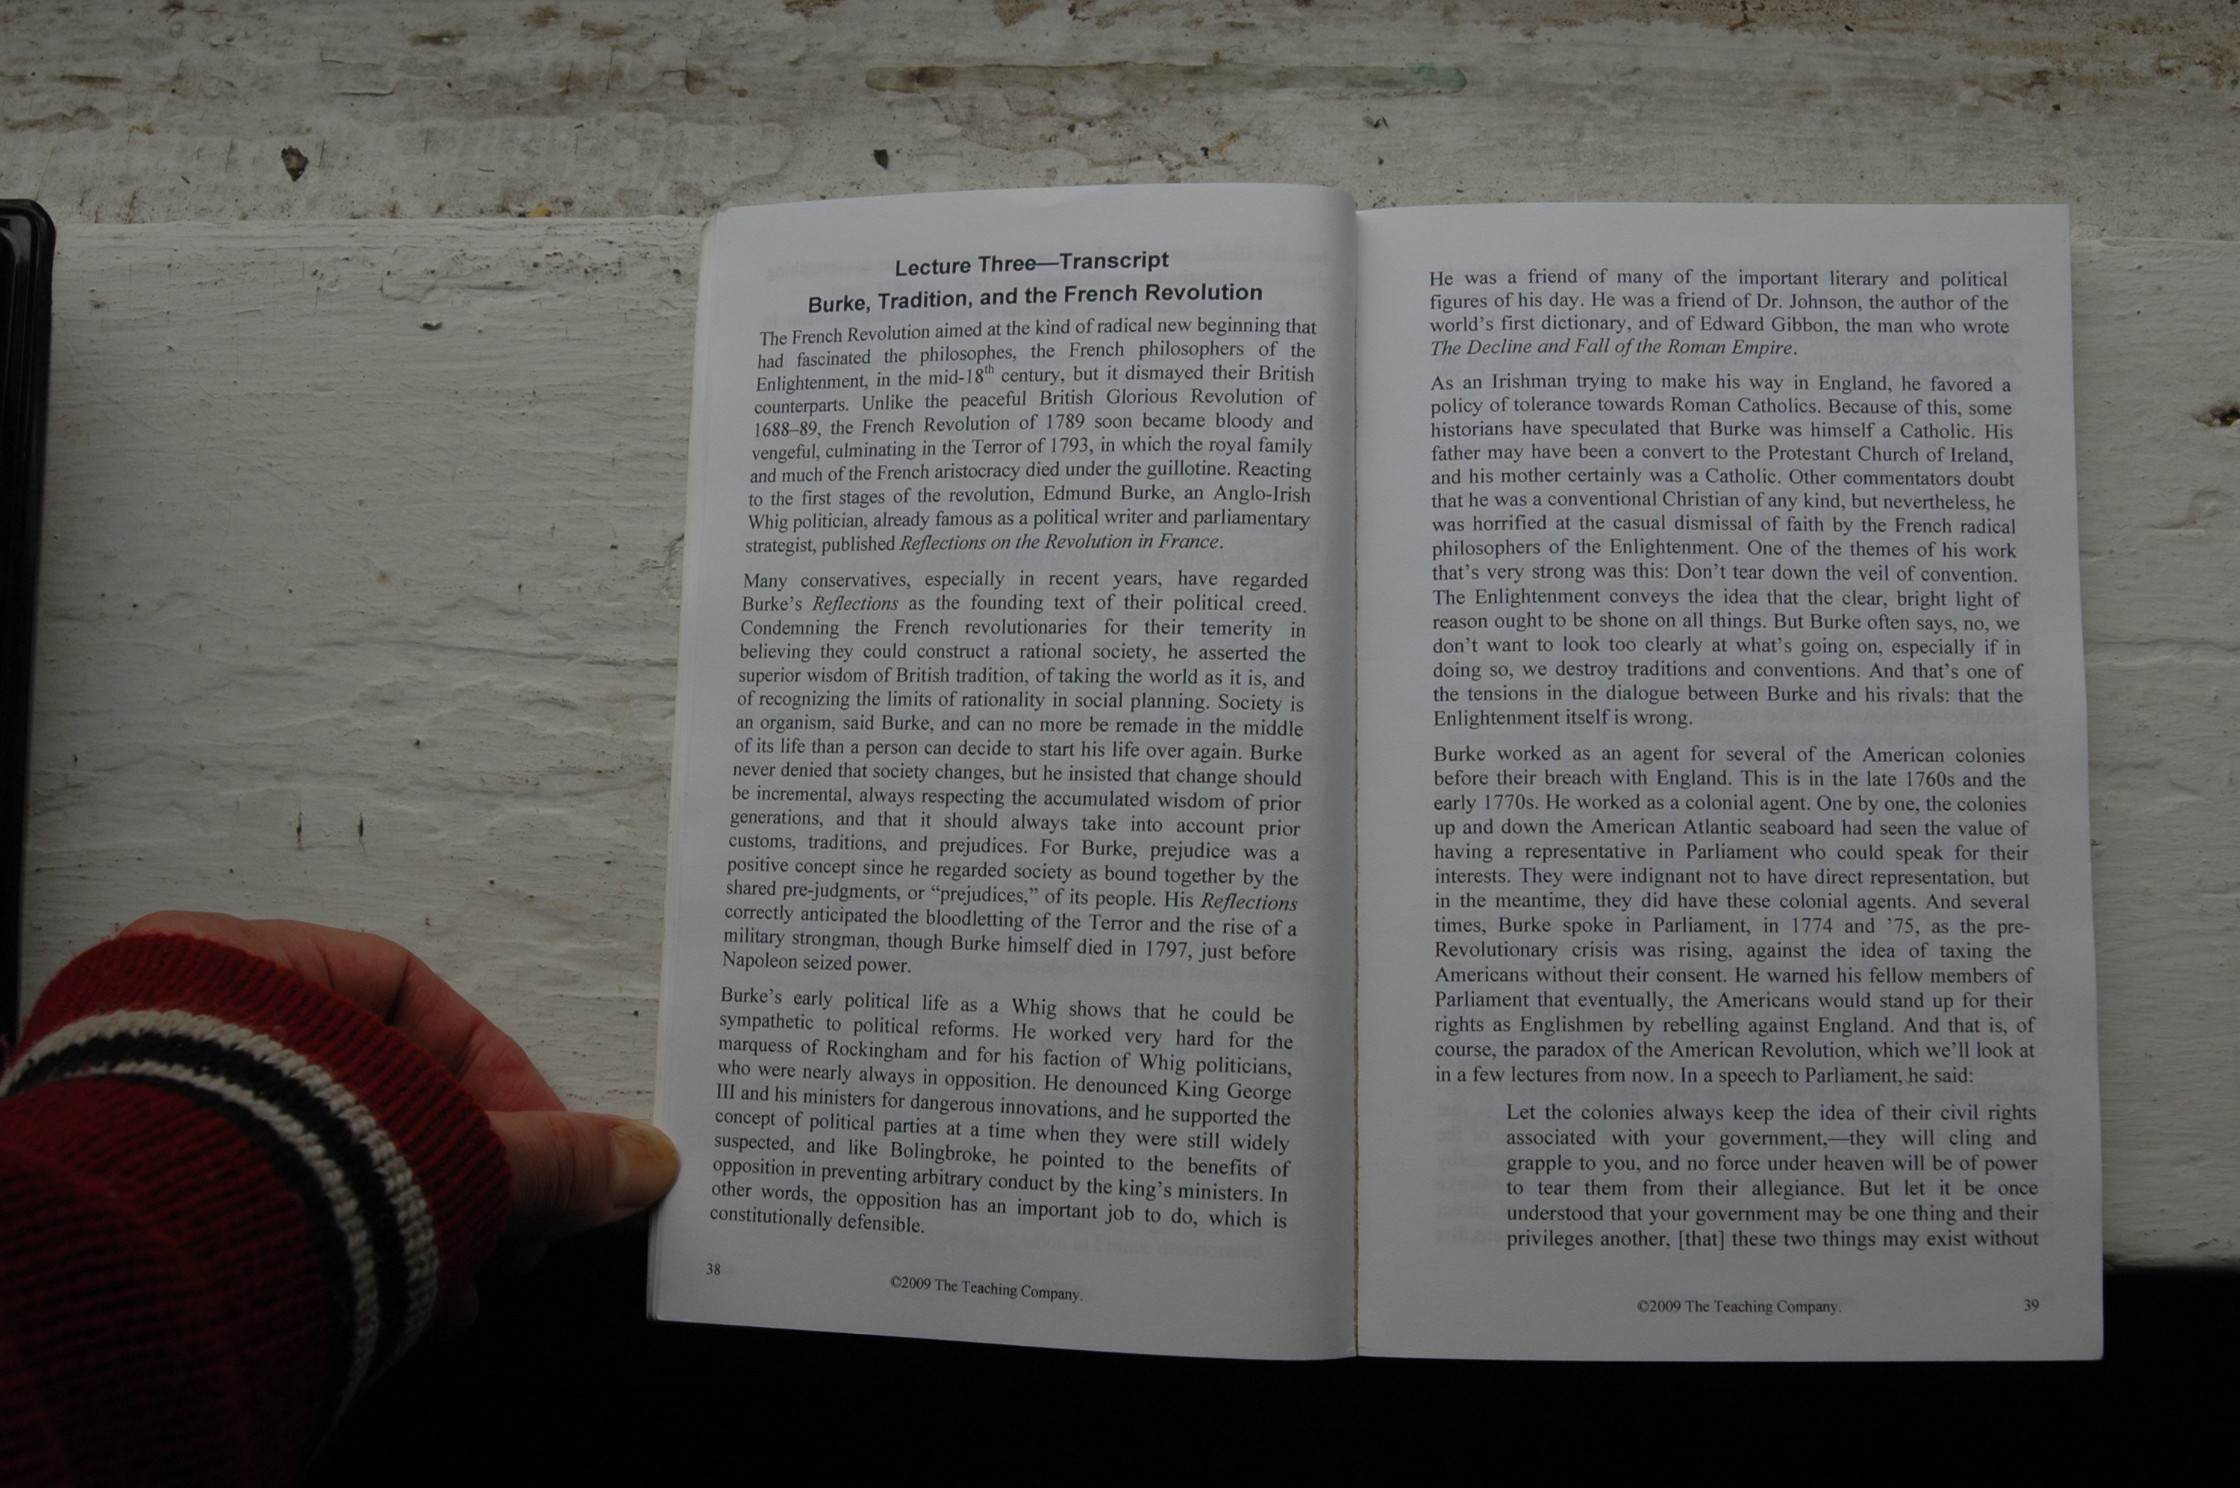 Lecture Three—Transcript
Burke, Tradition, and the French Revolution
The French Revolution aimed at the kind of radical new beginning that
had fascinated the philosophes, the French philosophers of the
Enlightenment, in the mid-18th century, but it dismayed their British
counterparts. Unlike the peaceful British Glorious Revolution of
1688–89, the French Revolution of 1789 soon became bloody and
vengeful, culminating in the Terror of 1793, in which the royal family
and much of the French aristocracy died under the guillotine. Reacting
to the first stages of the revolution, Edmund Burke, an Anglo-Irish
Whig politician, already famous as a political writer and parliamentary
strategist, published Reflections on the Revolution in France.
Many conservatives, especially in recent years, have regarded
Burke's Reflections as the founding text of their political creed.
Condemning the French revolutionaries for their temerity in
believing they could construct a rational society, he asserted the
superior wisdom of British tradition, of taking the world as it is, and
of recognizing the limits of rationality in social planning. Society is
an organism, said Burke, and can no more be remade in the middle
of its life than a person can decide to start his life over again. Burke
never denied that society changes, but he insisted that change should
be incremental, always respecting the accumulated wisdom of prior
generations, and that it should always take into account prior
customs, traditions, and prejudices. For Burke, prejudice was a
positive concept since he regarded society as bound together by the
shared pre-judgments, or “prejudices,” of its people. His Reflections
correctly anticipated the bloodletting of the Terror and the rise of a
military strongman, though Burke himself died in 1797, just before
Napoleon seized power.
Burke's early political life as a Whig shows that he could be
sympathetic to political reforms. He worked very hard for the
marquess of Rockingham and for his faction of Whig politicians,
who were nearly always in opposition. He denounced King George
III and his ministers for dangerous innovations, and he supported the
concept of political parties at a time when they were still widely
suspected, and like Bolingbroke, he pointed to the benefits of
opposition in preventing arbitrary conduct by the king's ministers. In
other words, the opposition has an important job to do, which is
constitutionally defensible.
38
©2009 The Teaching Company.
He was a friend of many of the important literary and political
figures of his day. He was a friend of Dr. Johnson, the author of the
world's first dictionary, and of Edward Gibbon, the man who wrote
The Decline and Fall of the Roman Empire.
As an Irishman trying to make his way in England, he favored a
policy of tolerance towards Roman Catholics. Because of this, some
historians have speculated that Burke was himself a Catholic. His
father may have been a convert to the Protestant Church of Ireland,
and his mother certainly was a Catholic. Other commentators doubt
that he was a conventional Christian of any kind, but nevertheless, he
was horrified at the casual dismissal of faith by the French radical
philosophers of the Enlightenment. One of the themes of his work
that's very strong was this: Don't tear down the veil of convention.
The Enlightenment conveys the idea that the clear, bright light of
reason ought to be shone on all things. But Burke often says, no, we
don't want to look too clearly at what's going on, especially if in
doing so, we destroy traditions and conventions. And that's one of
the tensions in the dialogue between Burke and his rivals: that the
Enlightenment itself is wrong.
Burke worked as an agent for several of the American colonies
before their breach with England. This is in the late 1760s and the
early 1770s. He worked as a colonial agent. One by one, the colonies
up and down the American Atlantic seaboard had seen the value of
having a representative in Parliament who could speak for their
interests. They were indignant not to have direct representation, but
in the meantime, they did have these colonial agents. And several
times, Burke spoke in Parliament, in 1774 and '75, as the pre-
Revolutionary crisis was rising, against the idea of taxing the
Americans without their consent. He warned his fellow members of
Parliament that eventually, the Americans would stand up for their
rights as Englishmen by rebelling against England. And that is, of
course, the paradox of the American Revolution, which we'll look at
in a few lectures from now. In a speech to Parliament, he said:
Let the colonies always keep the idea of their civil rights
associated with your government,—they will cling and
grapple to you, and no force under heaven will be of power
to tear them from their allegiance. But let it be once
understood that your government may be one thing and their
privileges another, [that] these two things may exist without
©2009 The Teaching Company.
39